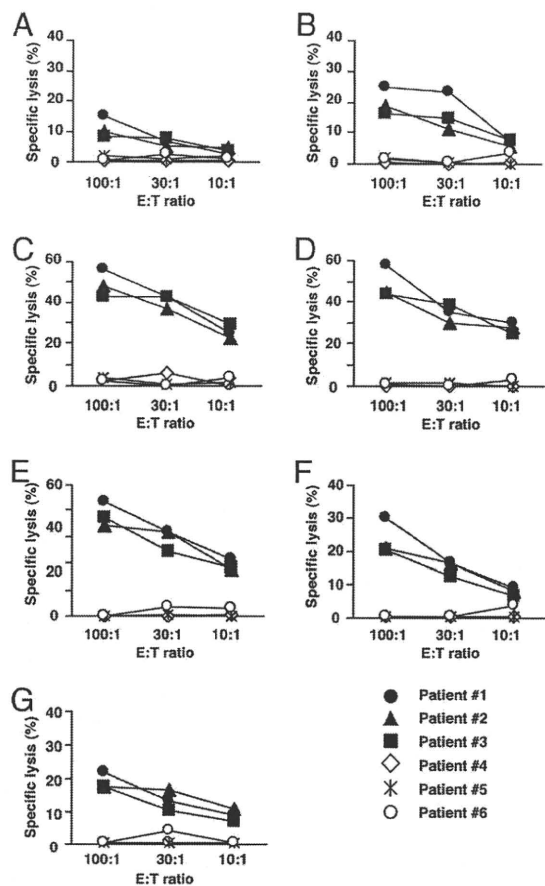 A
Specific lysis (%)
40
30
20
10
0
100:1 30:1 10:1
E:T ratio
B
Specific lysis (%)
40
30
20
10
0
100:1 30:1 10:1
E:T ratio
C
Specific lysis (%)
60
40
20
0
100:1 30:1 10:1
E:T ratio
D
Specific lysis (%)
60
40
20
0
100:1 30:1 10:1
E:T ratio
E
Specific lysis (%)
60
40
20
0
100:1 30:1 10:1
E:T ratio
F
Specific lysis (%)
40
30
20
10
0
100:1 30:1 10:1
E:T ratio
G
Specific lysis (%)
40
30
20
10
0
100:1 30:1 10:1
E:T ratio
Patient #1
Patient #2
Patient #3
Patient #4
Patient #5
Patient #6